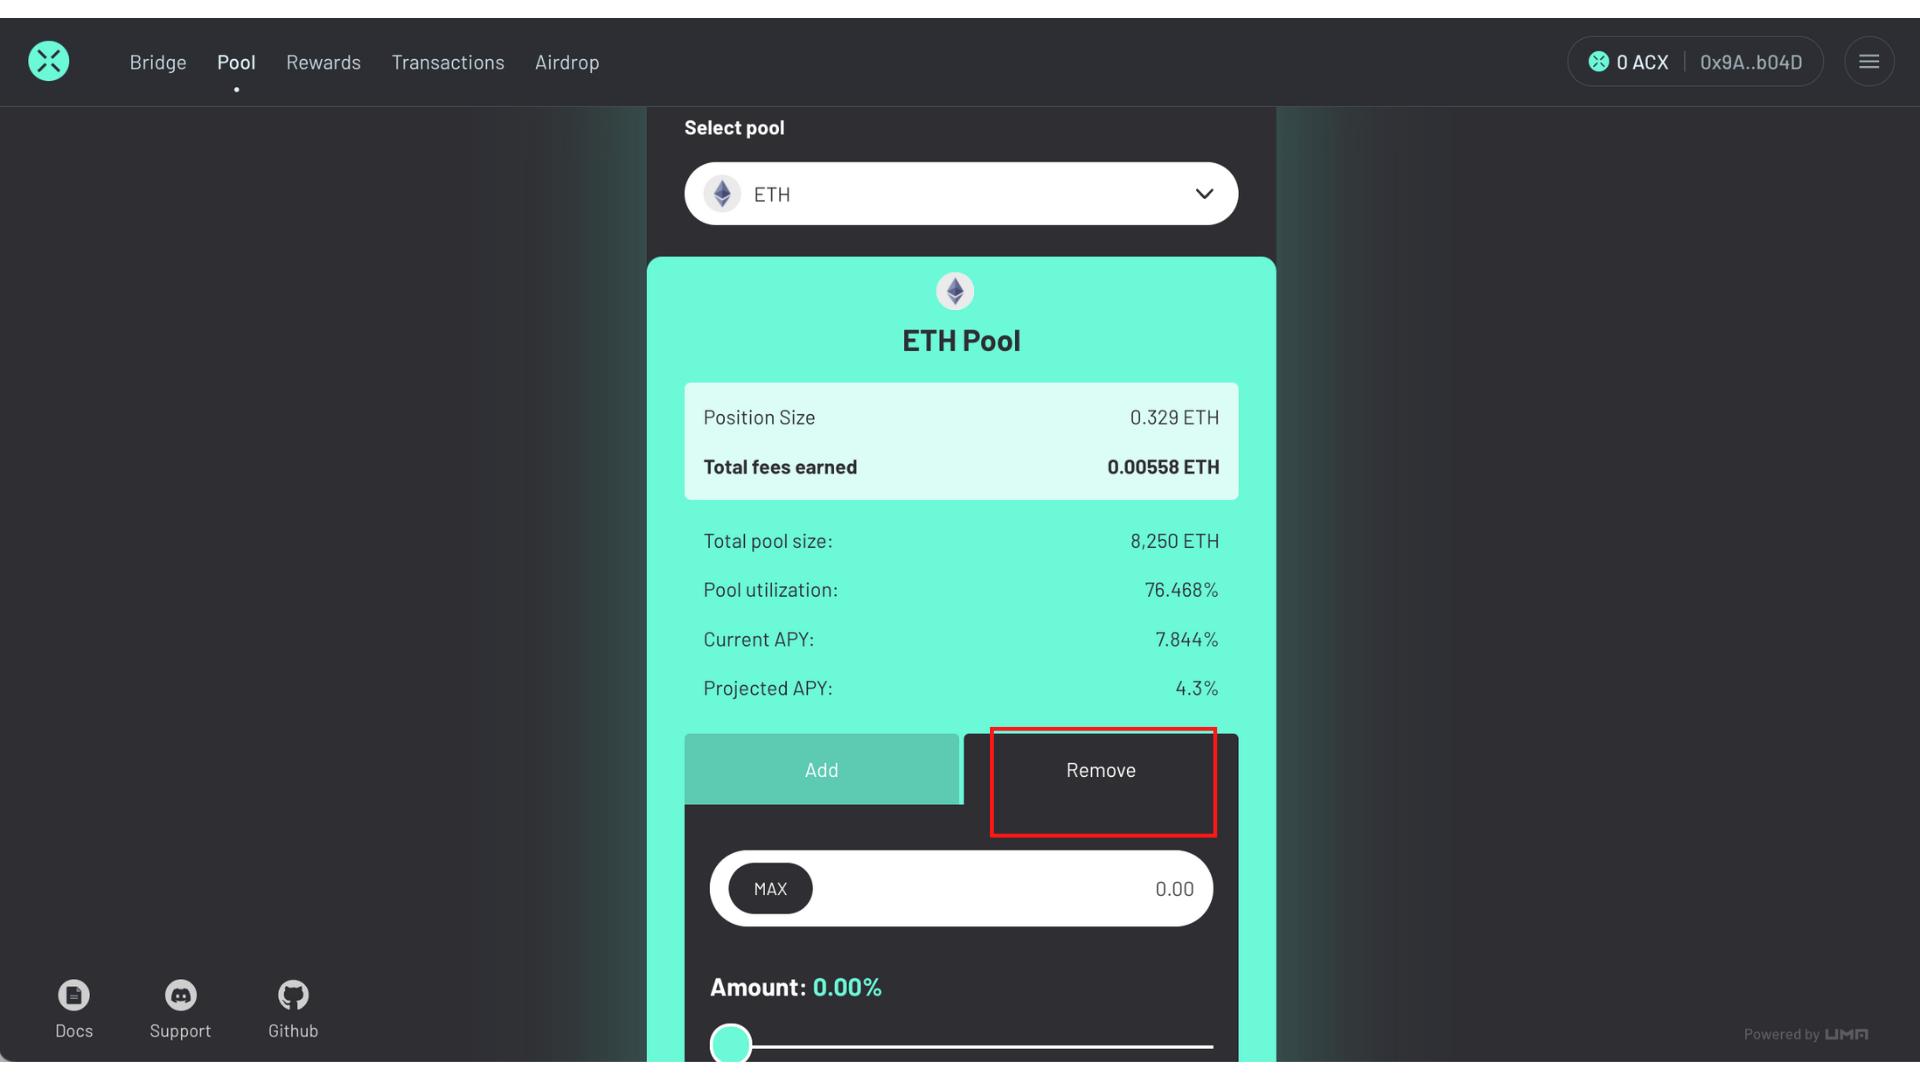 Bridge Pool Rewards Transactions Airdrop 0 ACX 0x9A..b04D
Select pool
ETH
ETH Pool
Position Size 0.329 ETH
Total fees earned 0.00558 ETH
Total pool size: 8,250 ETH
Pool utilization: 76.468%
Current APY: 7.844%
Projected APY: 4.3%
Add Remove
MAX 0.00
Amount: 0.00%
Docs Support Github
Powered by UMA